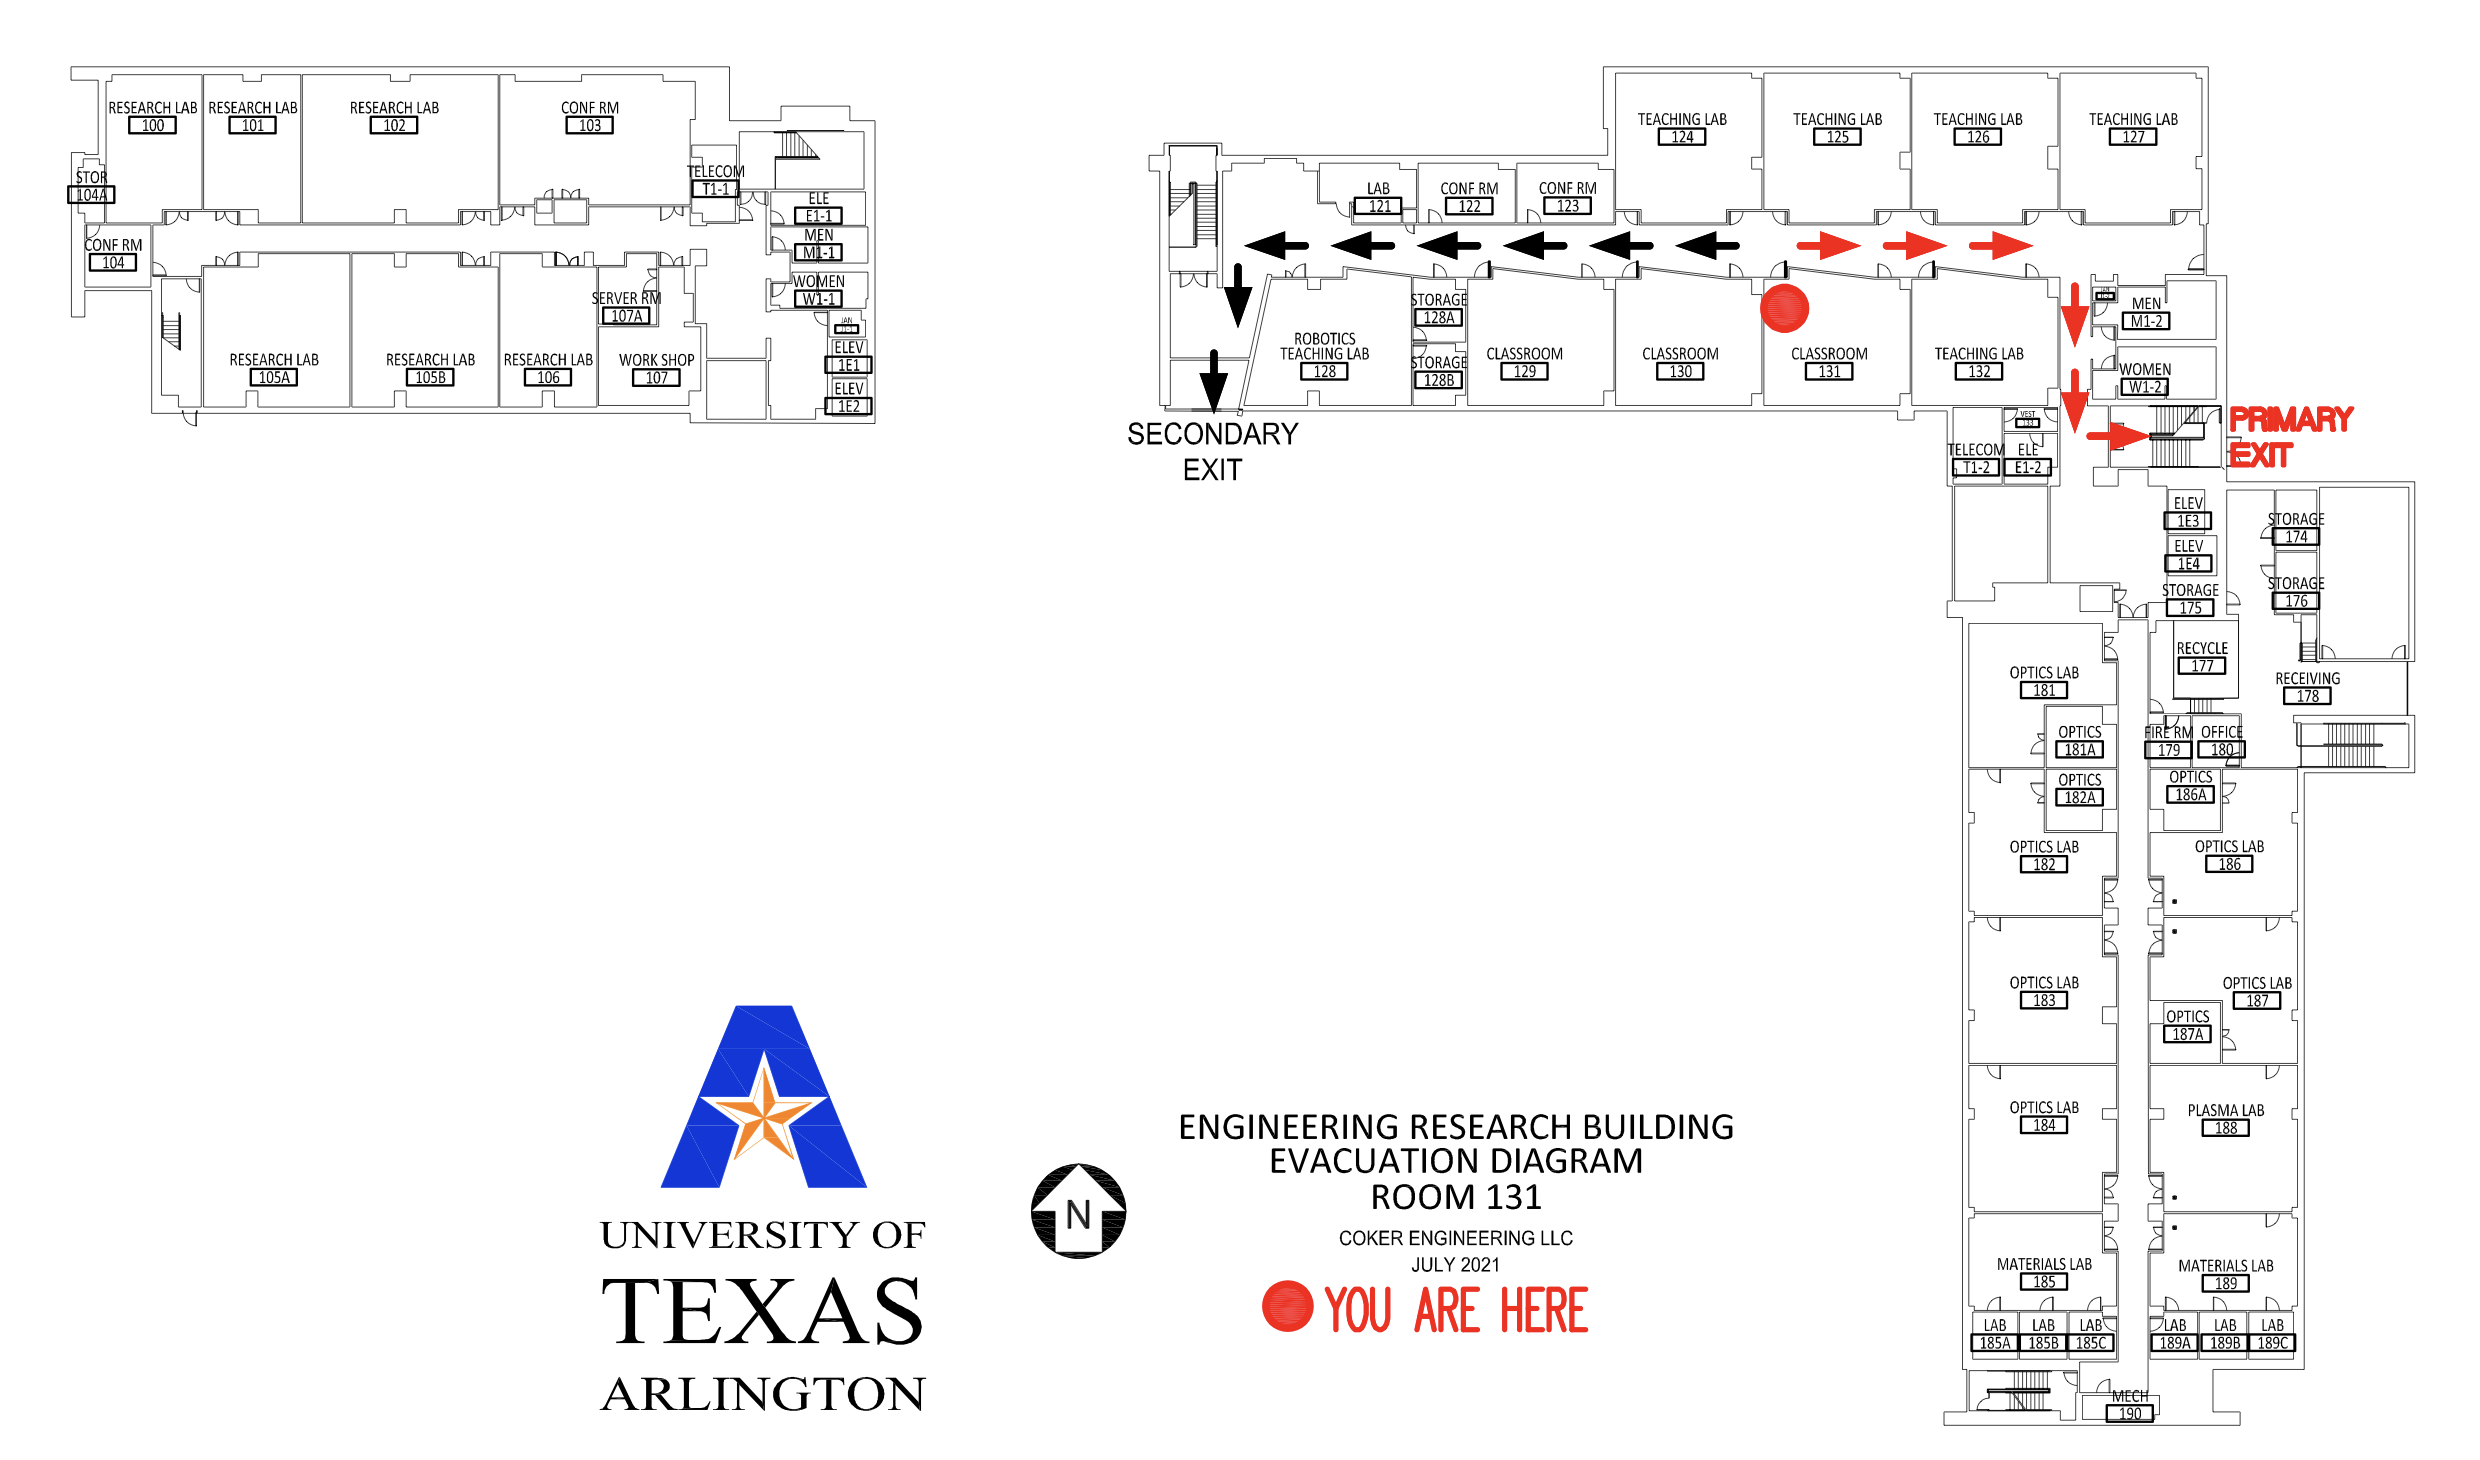 RESEARCH LAB
100
RESEARCH LAB
101
RESEARCH LAB
102
CONF RM
103
STOR
104A
TELECOM
T1-1
ELE
E1-1
MEN
M1-1
CONF RM
104
WOMEN
W1-1
SERVER RM
107A
JAN
ELEV
1E1
ELEV
1E2
RESEARCH LAB
105A
RESEARCH LAB
105B
RESEARCH LAB
106
WORK SHOP
107
TEACHING LAB
124
TEACHING LAB
125
TEACHING LAB
126
TEACHING LAB
127
LAB
121
CONF RM
122
CONF RM
123
ROBOTICS
TEACHING LAB
128
STORAGE
128A
STORAGE
128B
CLASSROOM
129
CLASSROOM
130
CLASSROOM
131
TEACHING LAB
132
JAN
MEN
M1-2
WOMEN
W1-2
SECONDARY
EXIT
PRIMARY
EXIT
VEST
133
TELECOM
T1-2
ELE
E1-2
ELEV
1E3
ELEV
1E4
STORAGE
174
STORAGE
175
STORAGE
176
RECYCLE
177
RECEIVING
178
FIRE RM
179
OFFICE
180
OPTICS LAB
181
OPTICS
181A
OPTICS
182A
OPTICS
186A
OPTICS LAB
182
OPTICS LAB
186
OPTICS LAB
183
OPTICS LAB
187
OPTICS
187A
OPTICS LAB
184
PLASMA LAB
188
MATERIALS LAB
185
MATERIALS LAB
189
LAB
185A
LAB
185B
LAB
185C
LAB
189A
LAB
189B
LAB
189C
MECH
190
UNIVERSITY OF
TEXAS
ARLINGTON
N
ENGINEERING RESEARCH BUILDING
EVACUATION DIAGRAM
ROOM 131
COKER ENGINEERING LLC
JULY 2021
YOU ARE HERE